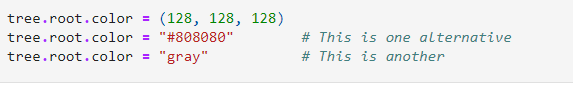 tree.root.color = (128, 128, 128)
tree.root.color = "#808080"         # This is one alternative
tree.root.color = "gray"            # This is another